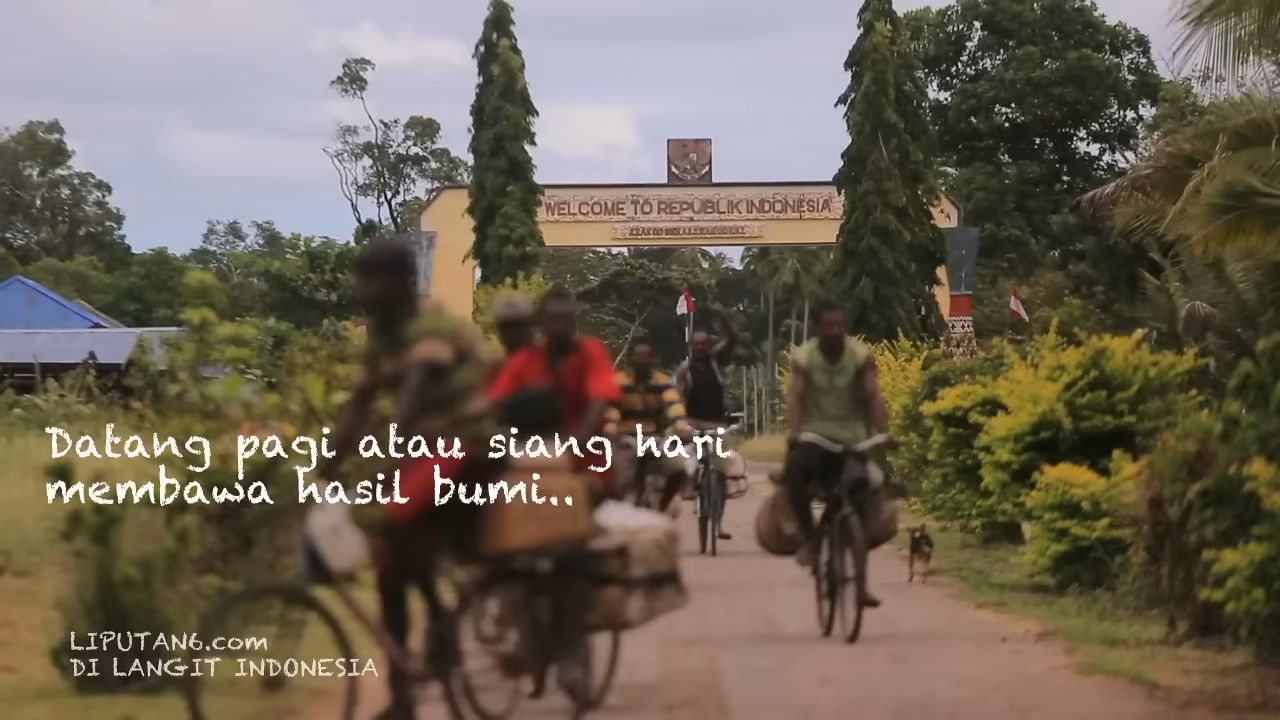 WELCOME TO REPUBLIK INDONESIA
Datang pagi atau siang hari
membawa hasil bumi..
LIPUTAN6.com
DI LANGIT INDONESIA